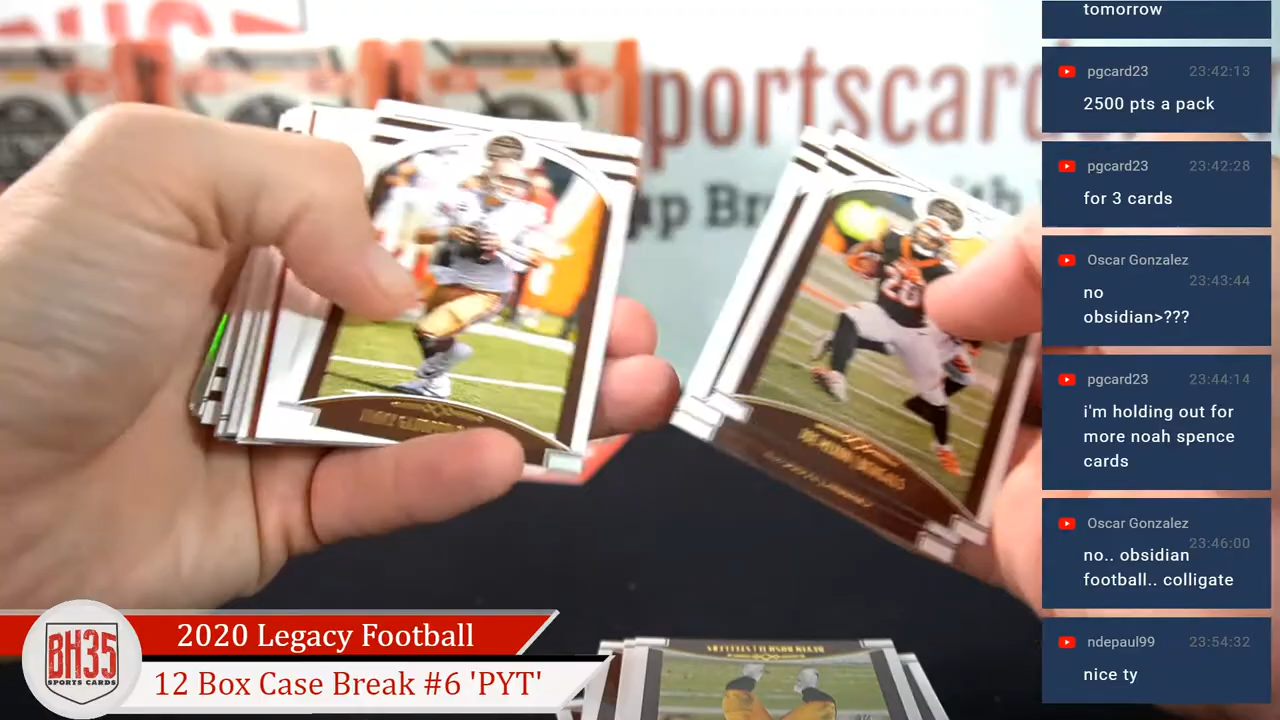 tomorrow
pgcard23 23:42:13
2500 pts a pack
pgcard23 23:42:28
for 3 cards
Oscar Gonzalez
23:43:44
no
obsidian>???
pgcard23 23:44:14
i'm holding out for
more noah spence
cards
Oscar Gonzalez
23:46:00
no.. obsidian
football.. colligate
ndepaul99 23:54:32
nice ty
portscard
BH35
SPORTS CARDS
2020 Legacy Football
12 Box Case Break #6 'PYT'
28